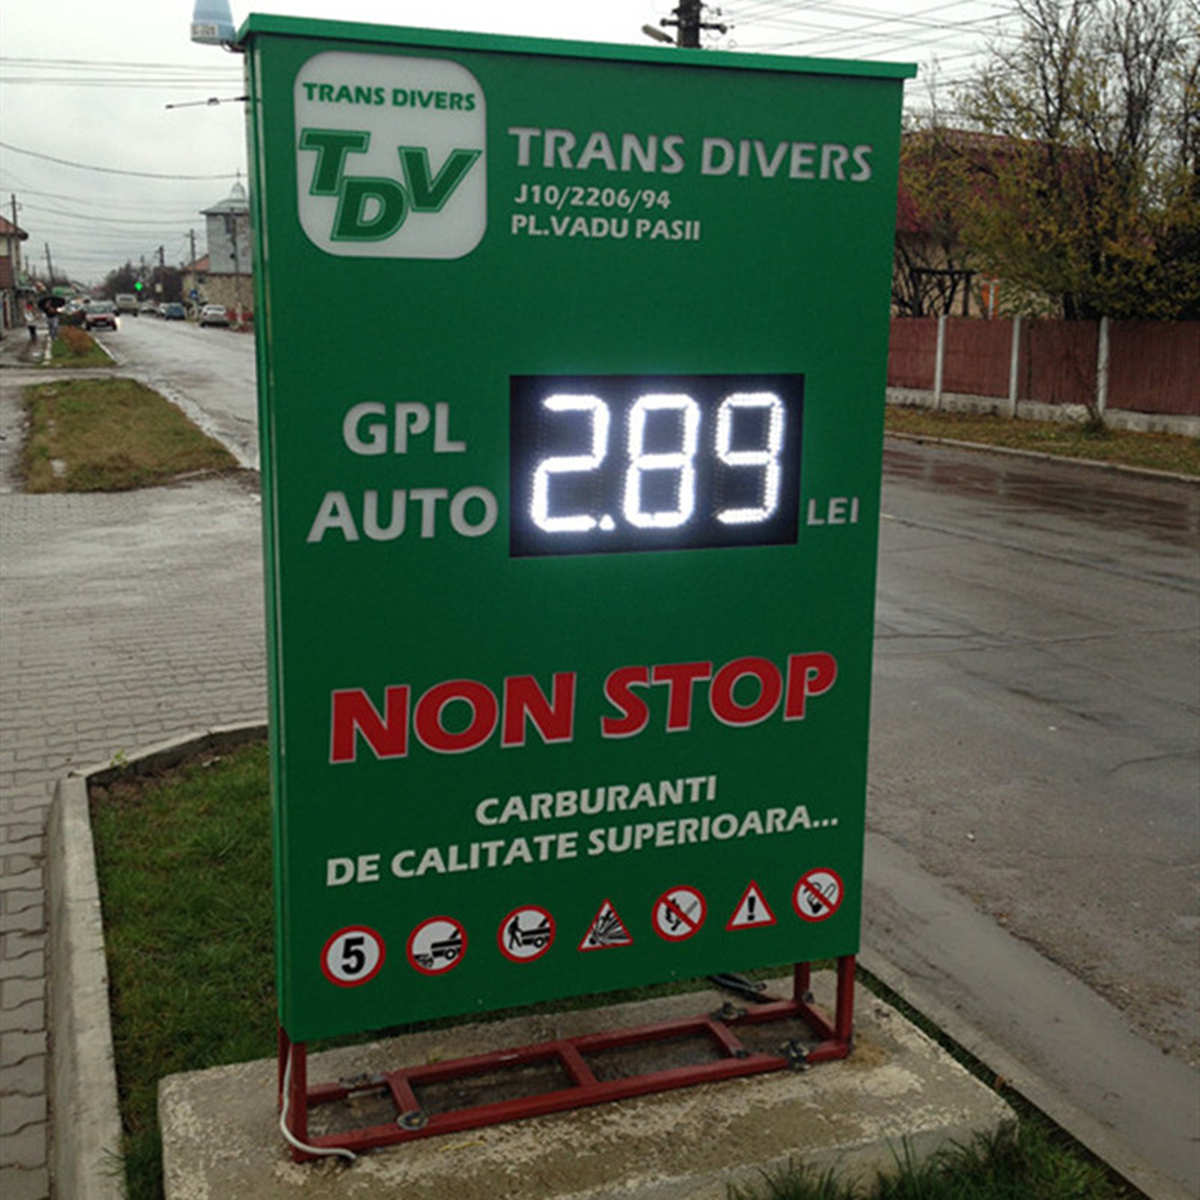 TRANS DIVERS
TDV
TRANS DIVERS
J10/2206/94
PL.VADU PASII
GPL
AUTO
2.89
LEI
NON STOP
CARBURANTI
DE CALITATE SUPERIOARA...
5